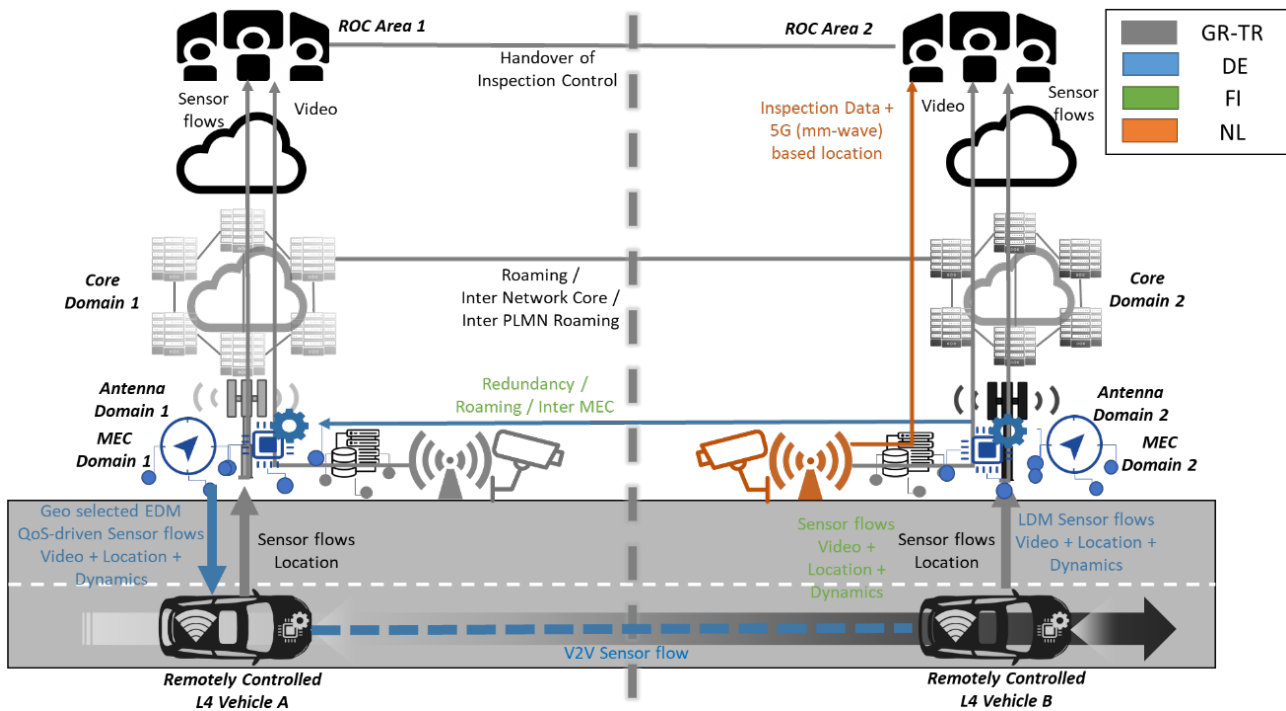 ROC Area 1
ROC Area 2
GR-TR
DE
FI
NL
Handover of
Inspection Control
Sensor
flows
Video
Inspection Data +
5G (mm-wave)
based location
Video
Sensor
flows
Core
Domain 1
Roaming /
Inter Network Core /
Inter PLMN Roaming
Core
Domain 2
Antenna
Domain 1
MEC
Domain 1
Redundancy /
Roaming / Inter MEC
Antenna
Domain 2
MEC
Domain 2
Geo selected EDM
QoS-driven Sensor flows
Video + Location +
Dynamics
Sensor flows
Location
Sensor flows
Video +
Location +
Dynamics
Sensor flows
Location
LDM Sensor flows
Video + Location +
Dynamics
V2V Sensor flow
Remotely Controlled
L4 Vehicle A
Remotely Controlled
L4 Vehicle B